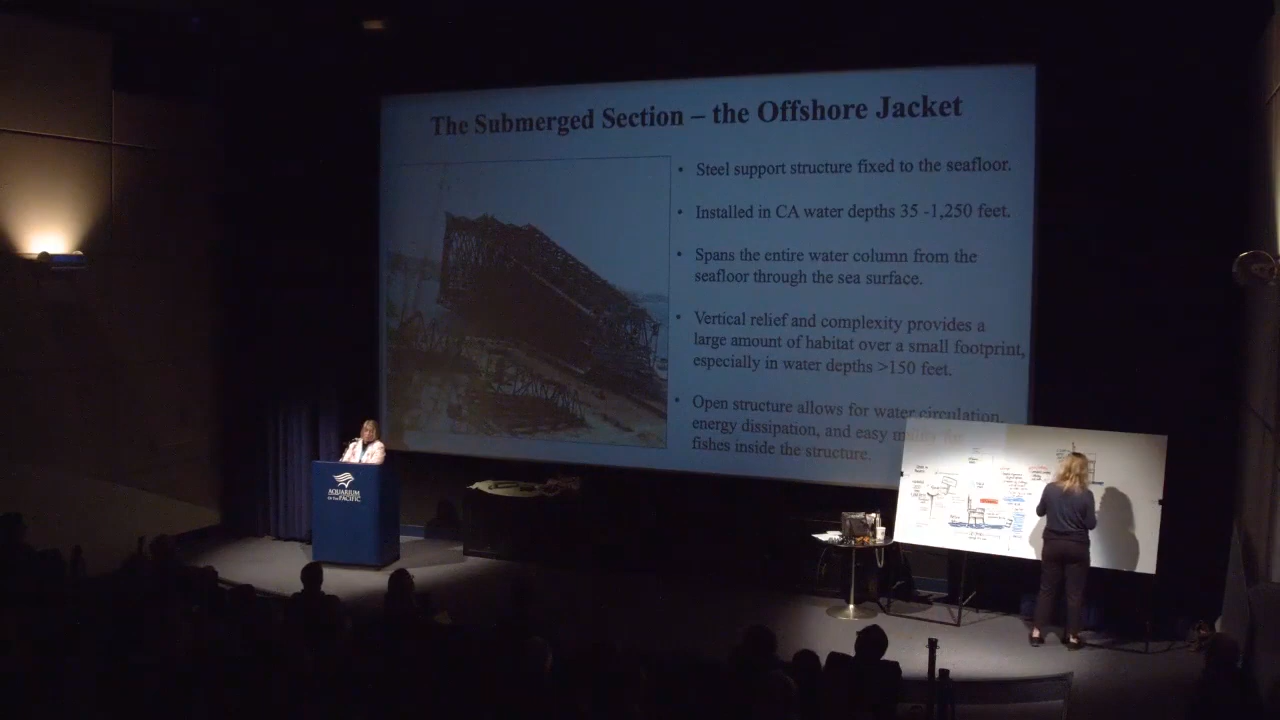 The Submerged Section – the Offshore Jacket
• Steel support structure fixed to the seafloor.
• Installed in CA water depths 35 -1,250 feet.
• Spans the entire water column from the
seafloor through the sea surface.
• Vertical relief and complexity provides a
large amount of habitat over a small footprint,
especially in water depths >150 feet.
• Open structure allows for water circulation,
energy dissipation, and easy
fishes inside the structure.
AQUARIUM
OF THE PACIFIC